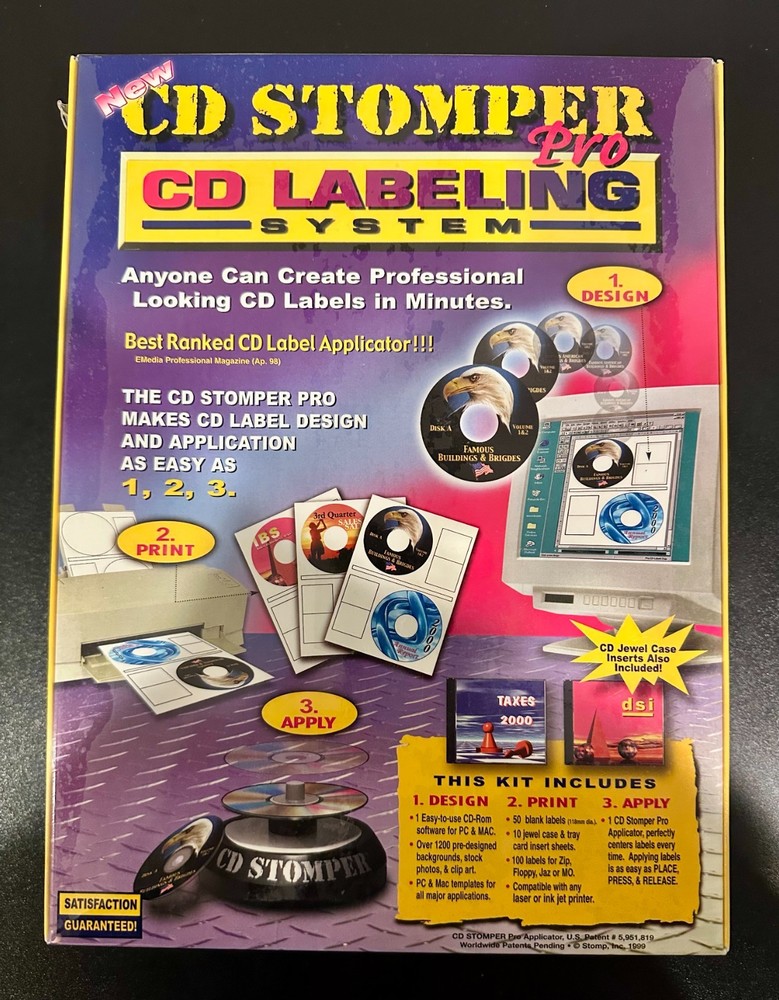 New
CD STOMPER
Pro
CD LABELING
SYSTEM
Anyone Can Create Professional
Looking CD Labels in Minutes.
1.
DESIGN
Best Ranked CD Label Applicator!!!
EMedia Professional Magazine (Ap. 98)
THE CD STOMPER PRO
MAKES CD LABEL DESIGN
AND APPLICATION
AS EASY AS
1, 2, 3.
DISK A
VOLUME
1&2
FAMOUS
BUILDINGS & BRIGDES
2.
PRINT
3rd Quarter
SALES
DISK A
FAMOUS
BUILDINGS & BRIGDES
2000
Annual
Report
2000
CD Jewel Case
Inserts Also
Included!
3.
APPLY
TAXES
2000
dsi
CD STOMPER
THIS KIT INCLUDES
1. DESIGN
• 1 Easy-to-use CD-Rom
software for PC & MAC.
• Over 1200 pre-designed
backgrounds, stock
photos, & clip art.
• PC & Mac templates for
all major applications.
2. PRINT
• 50 blank labels (118mm dia.).
• 10 jewel case & tray
card insert sheets.
• 100 labels for Zip,
Floppy, Jaz or MO.
• Compatible with any
laser or ink jet printer.
3. APPLY
• 1 CD Stomper Pro
Applicator, perfectly
centers labels every
time. Applying labels
is as easy as PLACE,
PRESS, & RELEASE.
SATISFACTION
GUARANTEED!
CD STOMPER Pro Applicator, U.S. Patent # 5,951,819
Worldwide Patents Pending • © Stomp, Inc. 1999